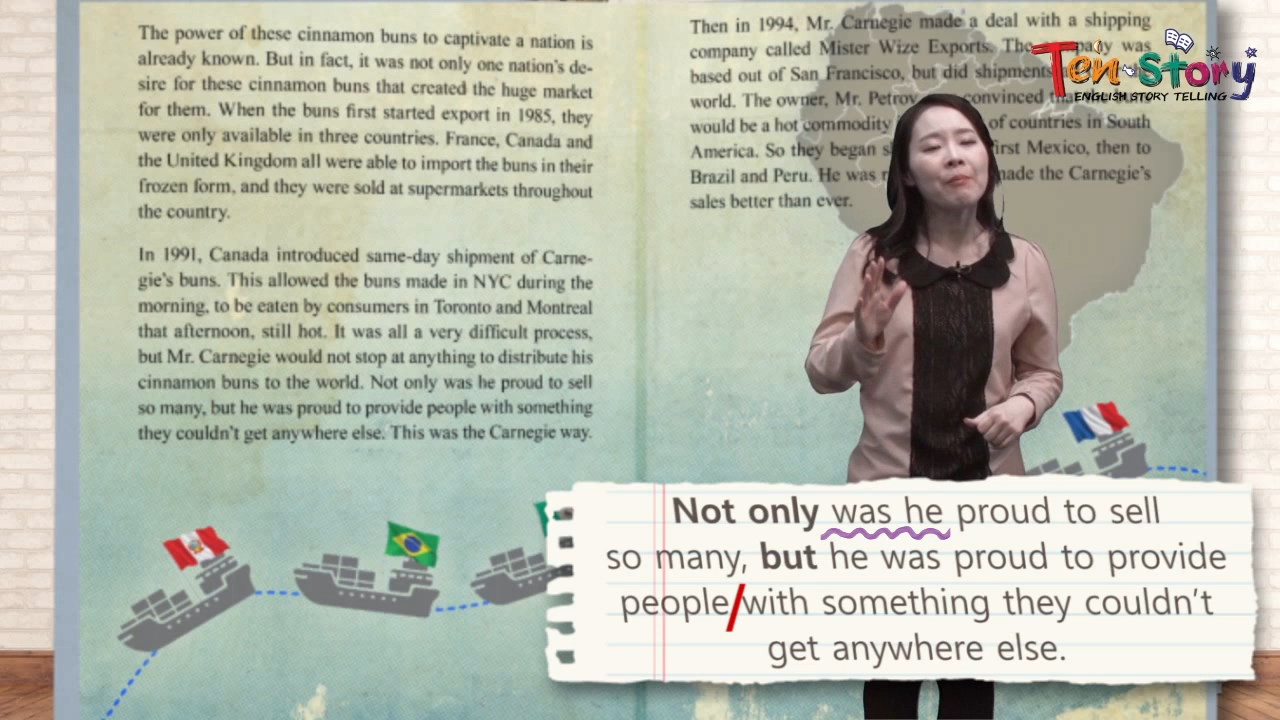 The power of these cinnamon buns to captivate a nation is
already known. But in fact, it was not only one nation's de-
sire for these cinnamon buns that created the huge market
for them. When the buns first started export in 1985, they
were only available in three countries. France, Canada and
the United Kingdom all were able to import the buns in their
frozen form, and they were sold at supermarkets throughout
the country.
In 1991, Canada introduced same-day shipment of Carne-
gie's buns. This allowed the buns made in NYC during the
morning, to be eaten by consumers in Toronto and Montreal
that afternoon, still hot. It was all a very difficult process,
but Mr. Carnegie would not stop at anything to distribute his
cinnamon buns to the world. Not only was he proud to sell
so many, but he was proud to provide people with something
they couldn't get anywhere else. This was the Carnegie way.
Then in 1994, Mr. Carnegie made a deal with a shipping
company called Mister Wize Exports. The was
based out of San Francisco, but did shipments
world. The owner, Mr. Petrov convinced
would be a hot commodity of countries in South
America. So they began first Mexico, then to
Brazil and Peru. He was made the Carnegie's
sales better than ever.
Ten-Story
ENGLISH STORY TELLING
Not only was he proud to sell
so many, but he was proud to provide
people/with something they couldn't
get anywhere else.